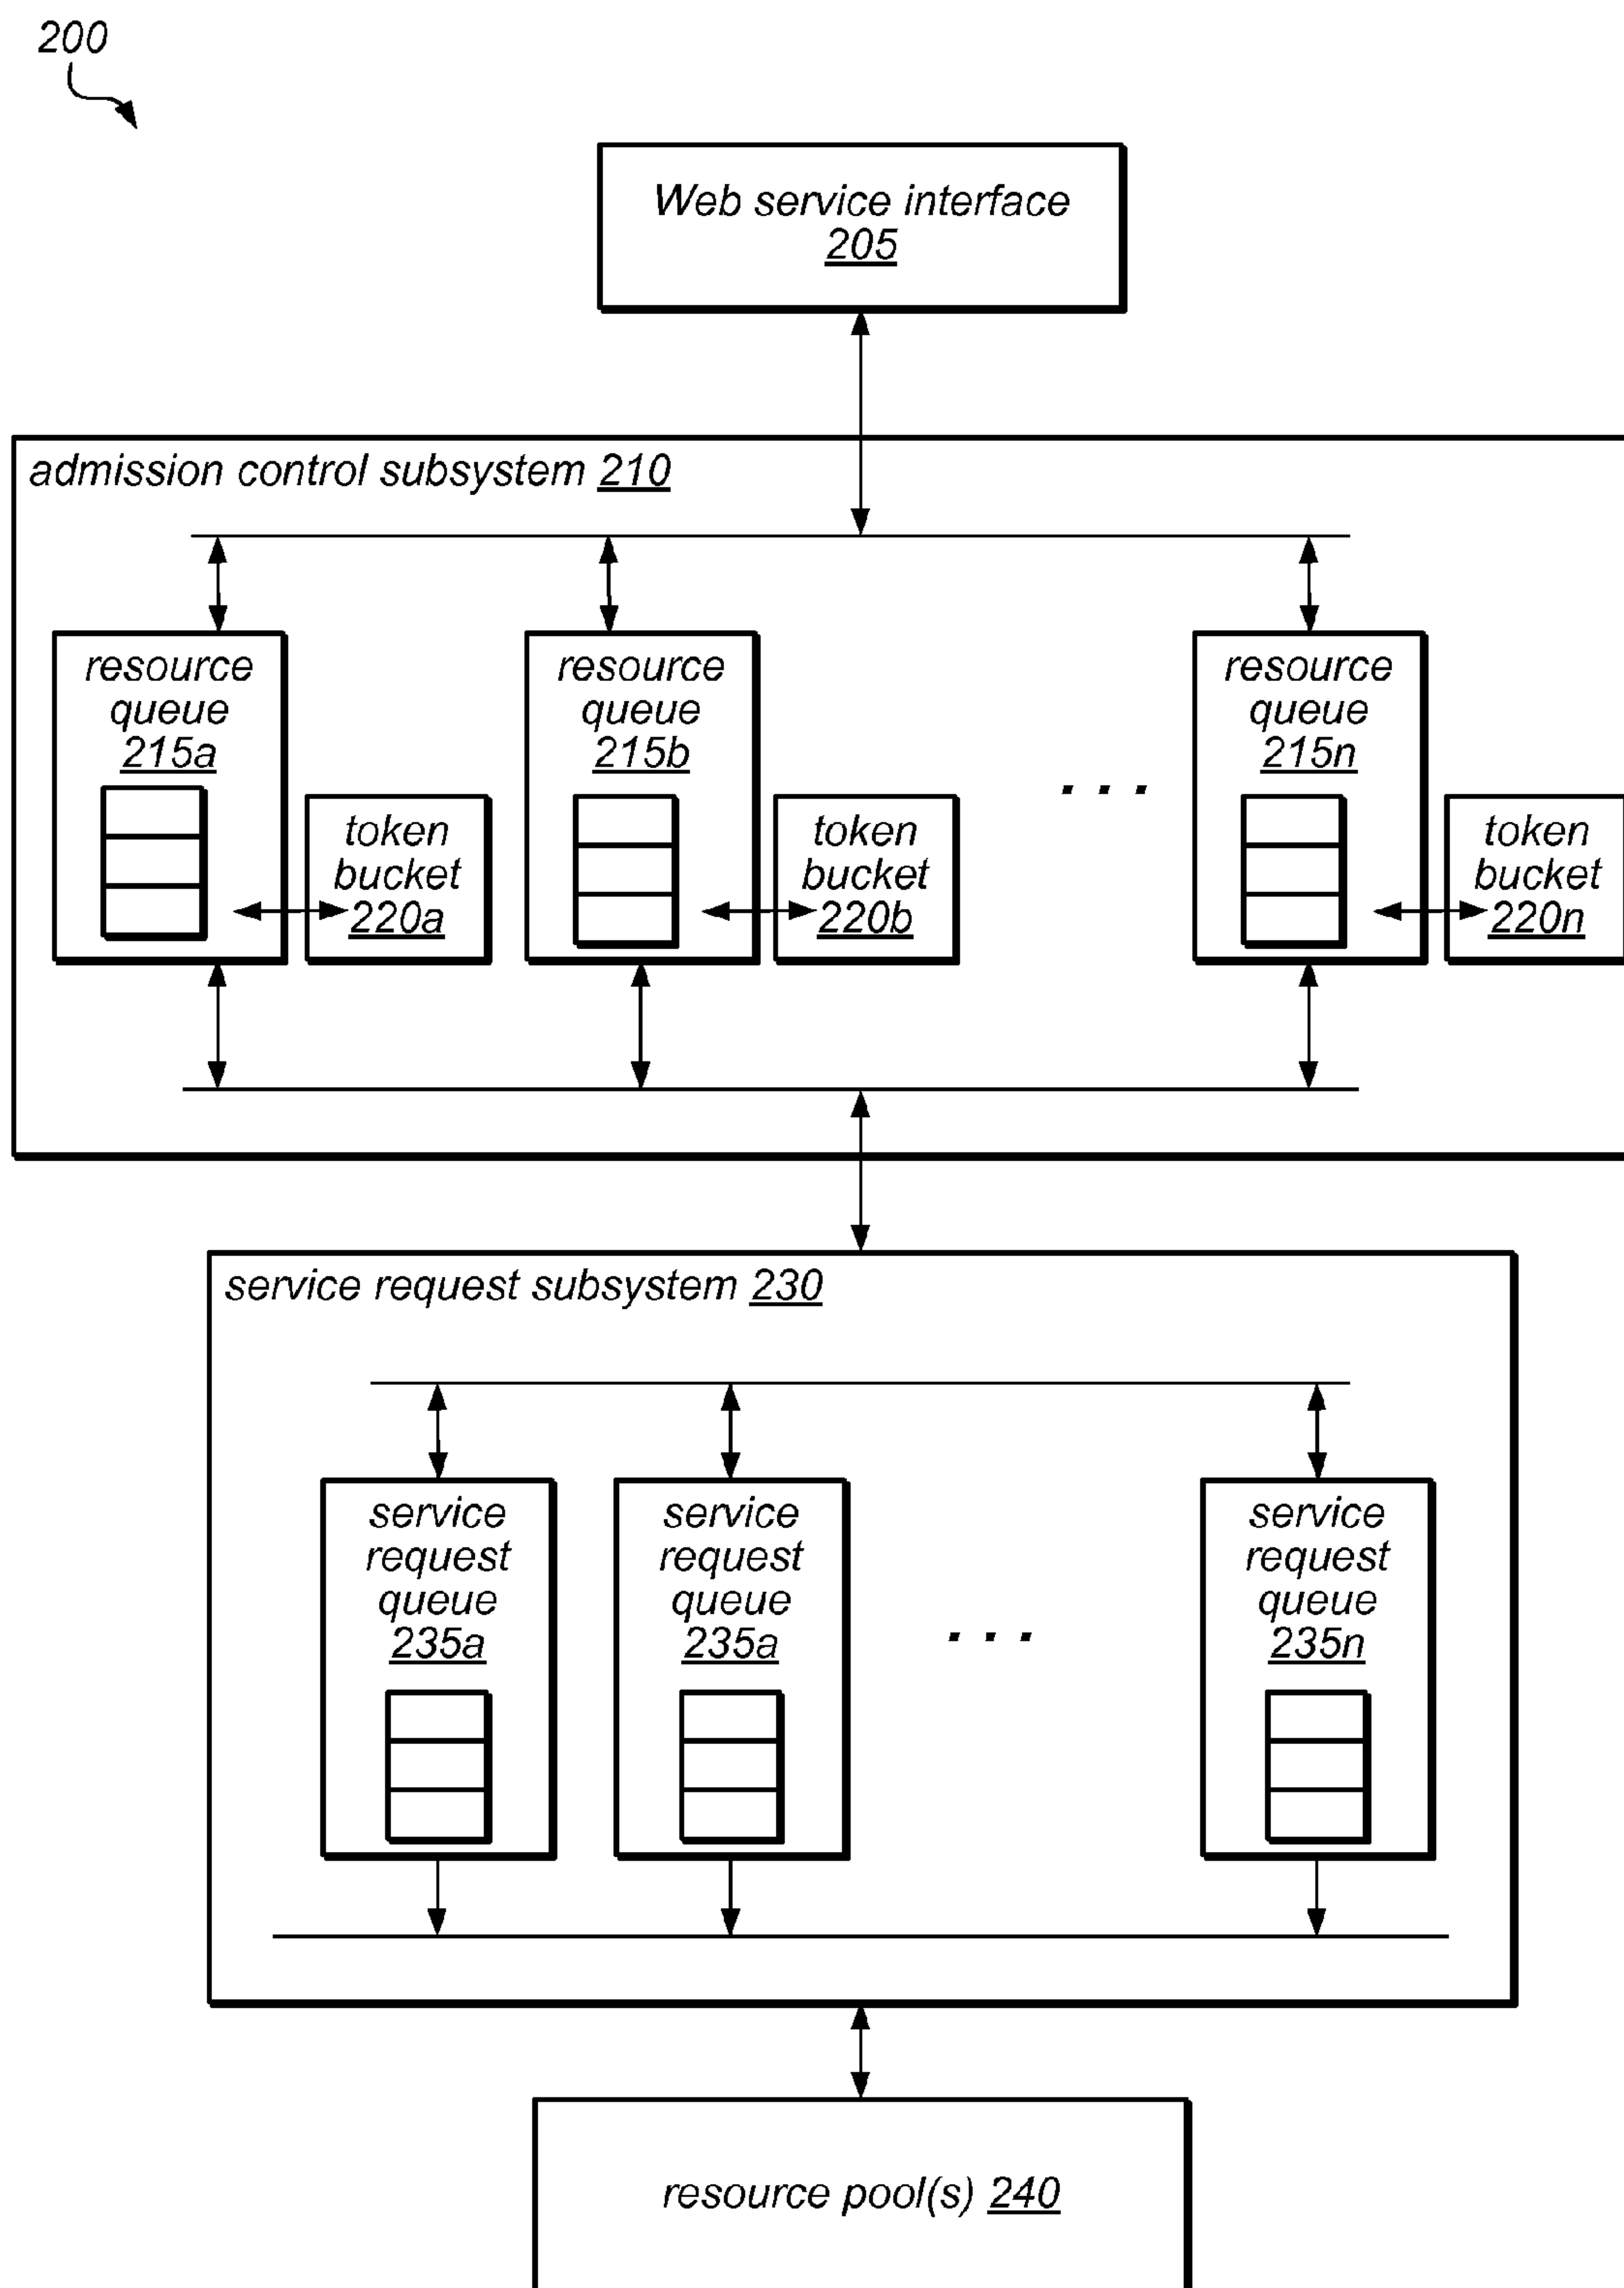 200
Web service interface
205
admission control subsystem 210
resource
queue
215a
token
bucket
220a
resource
queue
215b
token
bucket
220b
. . .
resource
queue
215n
token
bucket
220n
service request subsystem 230
service
request
queue
235a
service
request
queue
235a
. . .
service
request
queue
235n
resource pool(s) 240